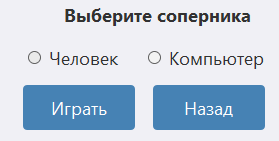 Выберите соперника
Человек Компьютер
Играть Назад